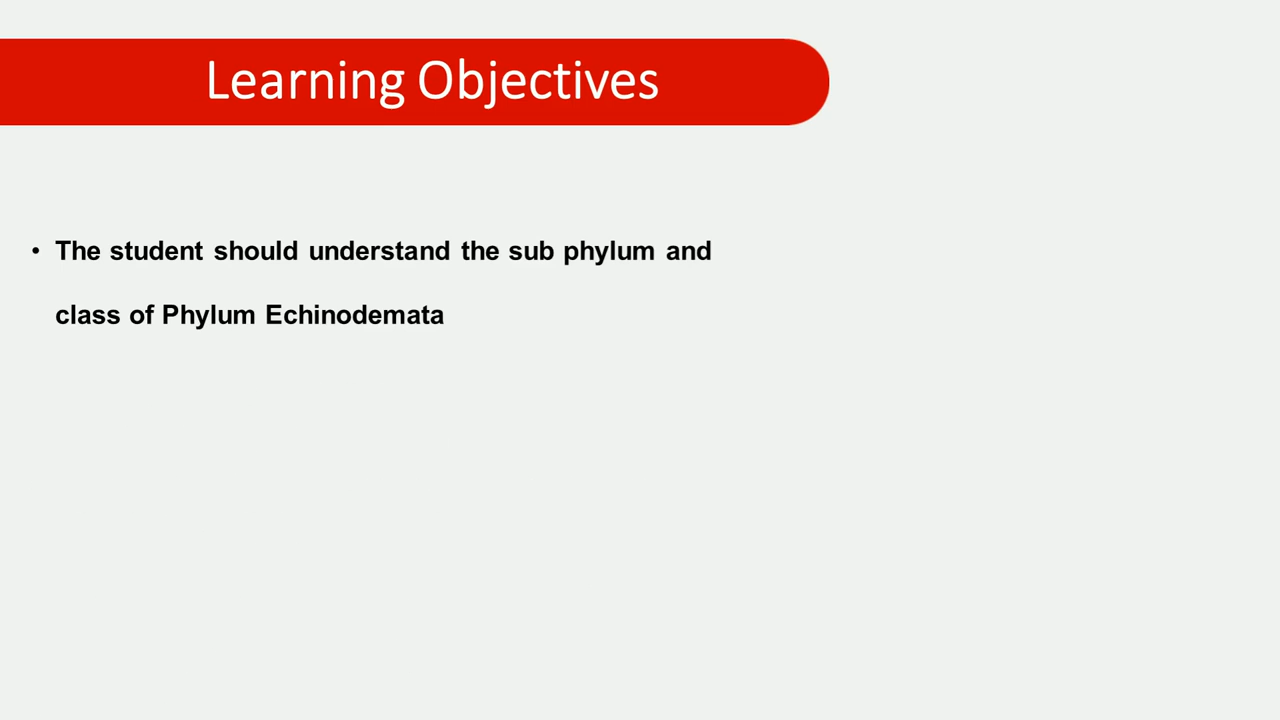 Learning Objectives
• The student should understand the sub phylum and
class of Phylum Echinodemata